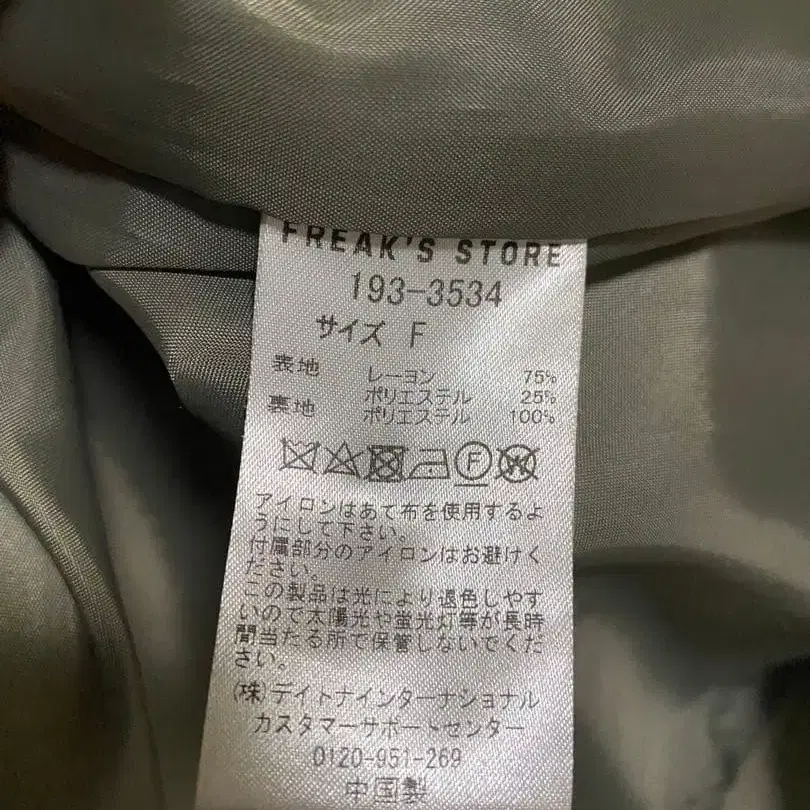 FREAK'S STORE
193-3534
サイズ F
表地 レーヨン 75%
ポリエステル 25%
裏地 ポリエステル 100%
F W
アイロンはあて布を使用するよ
うにして下さい。
付属部分のアイロンはお避けく
ださい。
この製品は光により退色しやす
いので太陽光や蛍光灯等が長時
間当たる所で保管しないでくだ
さい。
(株)デイトナインターナショナル
カスタマーサポートセンター
0120-951-269
中国製